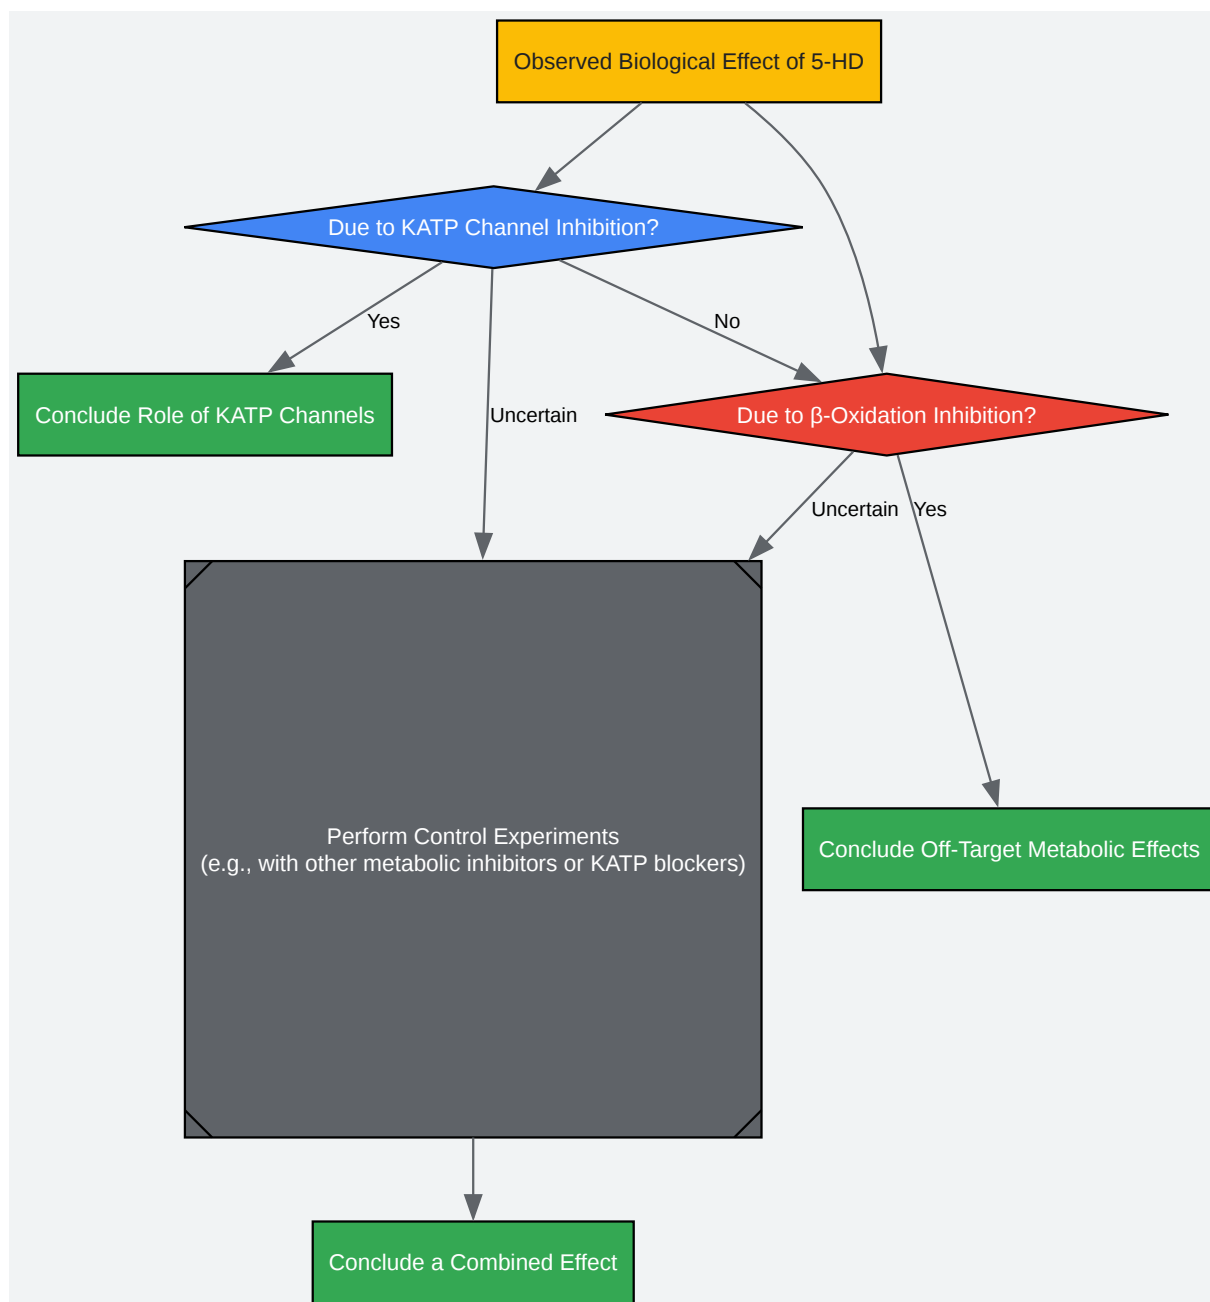 Observed Biological Effect of 5-HD
Due to KATP Channel Inhibition?
Yes
No
Conclude Role of KATP Channels
Uncertain
Due to β-Oxidation Inhibition?
Uncertain
Yes
Perform Control Experiments
(e.g., with other metabolic inhibitors or KATP blockers)
Conclude Off-Target Metabolic Effects
Conclude a Combined Effect